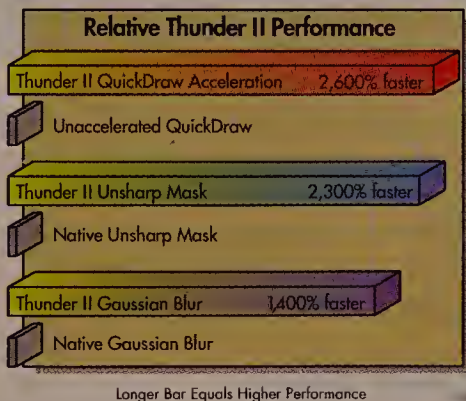 Relative Thunder II Performance
Thunder II QuickDraw Acceleration 2,600% faster
Unaccelerated QuickDraw
Thunder II Unsharp Mask 2,300% faster
Native Unsharp Mask
Thunder II Gaussian Blur 1,400% faster
Native Gaussian Blur
Longer Bar Equals Higher Performance